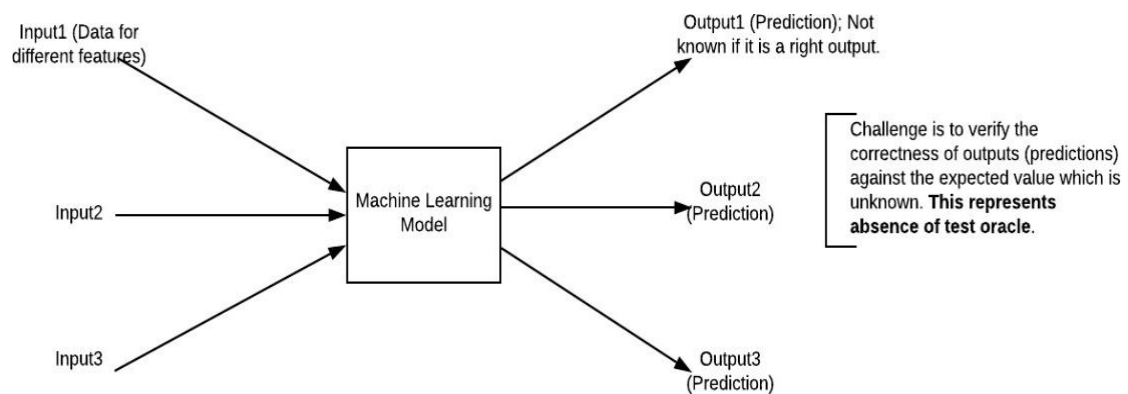 Input1 (Data for
different features)
Output1 (Prediction); Not
known if it is a right output.
Challenge is to verify the
correctness of outputs (predictions)
against the expected value which is
unknown. This represents
absence of test oracle.
Machine Learning
Model
Input2
Output2
(Prediction)
Input3
Output3
(Prediction)